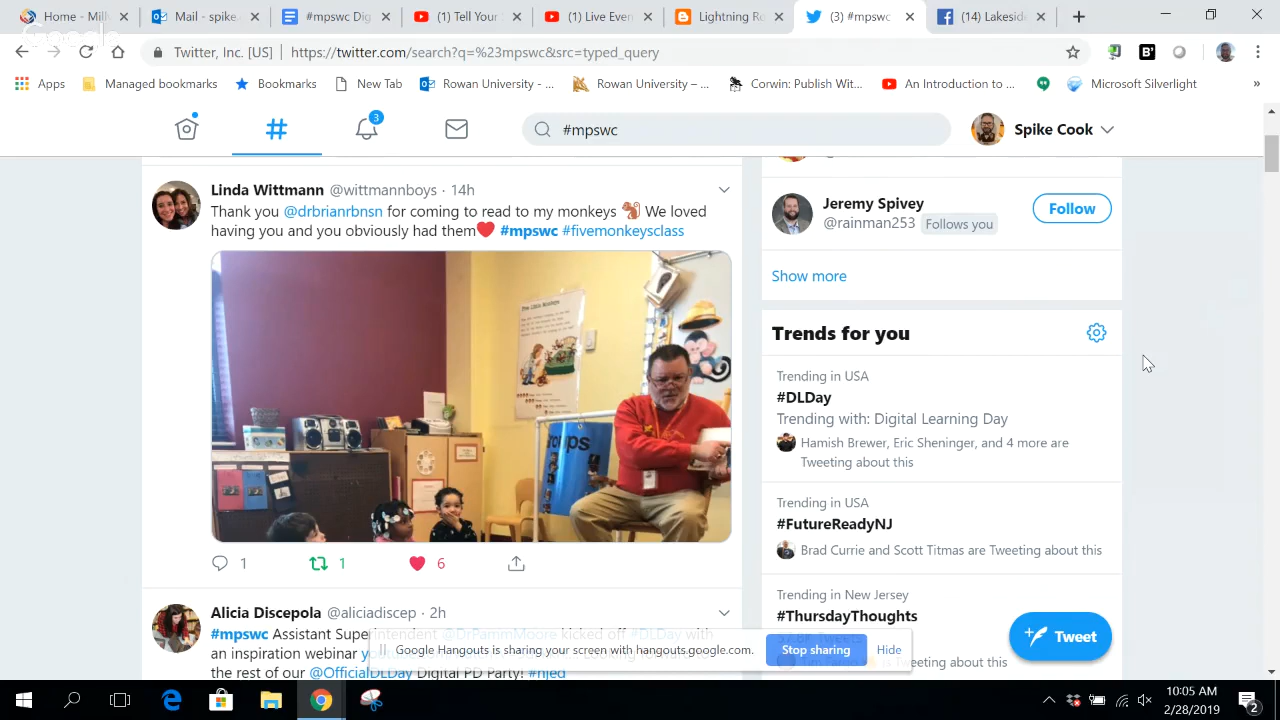 Millvi
Mail - spike-
#mpswc Dig
(1) Tell Your
(1) Live Even
Lightning Ro
(3) #mpswc
(14) Lakeside
Google
Twitter, Inc. [US] | https://twitter.com/search?q=%23mpswc&src=typed_query
Apps
Managed bookmarks
Bookmarks
New Tab
Rowan University - ...
Rowan University – ...
Corwin: Publish Wit...
An Introduction to ...
Microsoft Silverlight
»
3
#mpswc
Spike Cook
Linda Wittmann @wittmannboys · 14h
Thank you @drbrianrbnsn for coming to read to my monkeys 🐒 We loved
having you and you obviously had them❤ #mpswc #fivemonkeysclass
1
1
6
Alicia Discepola @aliciadiscep · 2h
#mpswc Assistant Superintendent @DrPammMoore kicked off #DLDay with
an inspiration webinar
the rest of our @OfficialDLDay Digital PD Party! #njed
Jeremy Spivey
@rainman253 Follows you
Follow
Show more
Trends for you
Trending in USA
#DLDay
Trending with: Digital Learning Day
Hamish Brewer, Eric Sheninger, and 4 more are
Tweeting about this
Trending in USA
#FutureReadyNJ
Brad Currie and Scott Titmas are Tweeting about this
Trending in New Jersey
#ThursdayThoughts
is Tweeting about this
Tweet
Google Hangouts is sharing your screen with hangouts.google.com.
Stop sharing
Hide
10:05 AM
2/28/2019
2